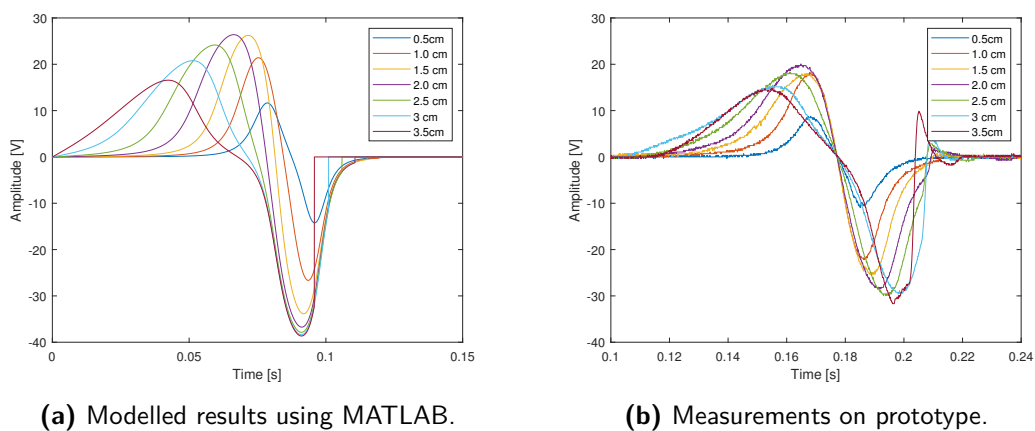 30
20
10
0
-10
-20
-30
-40
Amplitude [V]
0
0.05
0.1
0.15
Time [s]
0.5cm
1.0 cm
1.5 cm
2.0 cm
2.5 cm
3 cm
3.5cm
(a) Modelled results using MATLAB.
30
20
10
0
-10
-20
-30
-40
Amplitude [V]
0.1
0.12
0.14
0.16
0.18
0.2
0.22
0.24
Time [s]
0.5cm
1.0 cm
1.5 cm
2.0 cm
2.5 cm
3 cm
3.5cm
(b) Measurements on prototype.